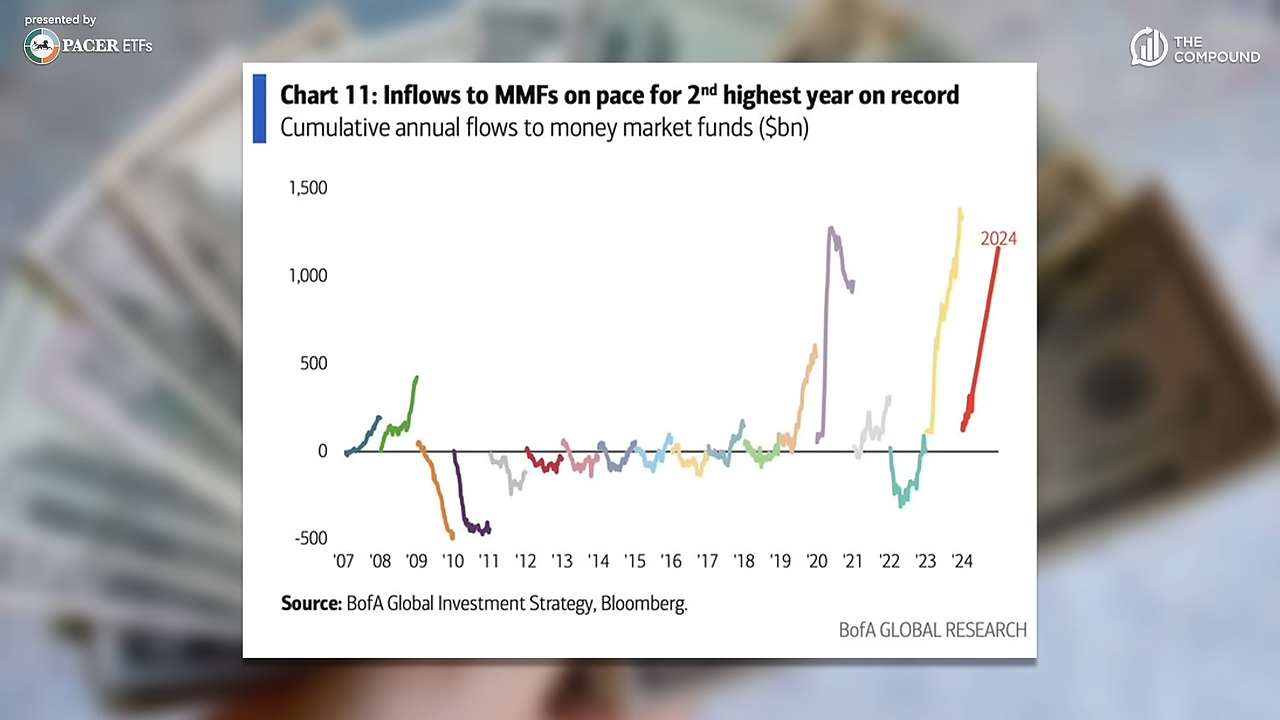 presented by
PACER ETFs
THE
COMPOUND
Chart 11: Inflows to MMFs on pace for 2nd highest year on record
Cumulative annual flows to money market funds ($bn)
1,500
1,000
500
0
-500
2024
'07 '08 '09 '10 '11 '12 '13 '14 '15 '16 '17 '18 '19 '20 '21 '22 '23 '24
Source: BofA Global Investment Strategy, Bloomberg.
BofA GLOBAL RESEARCH